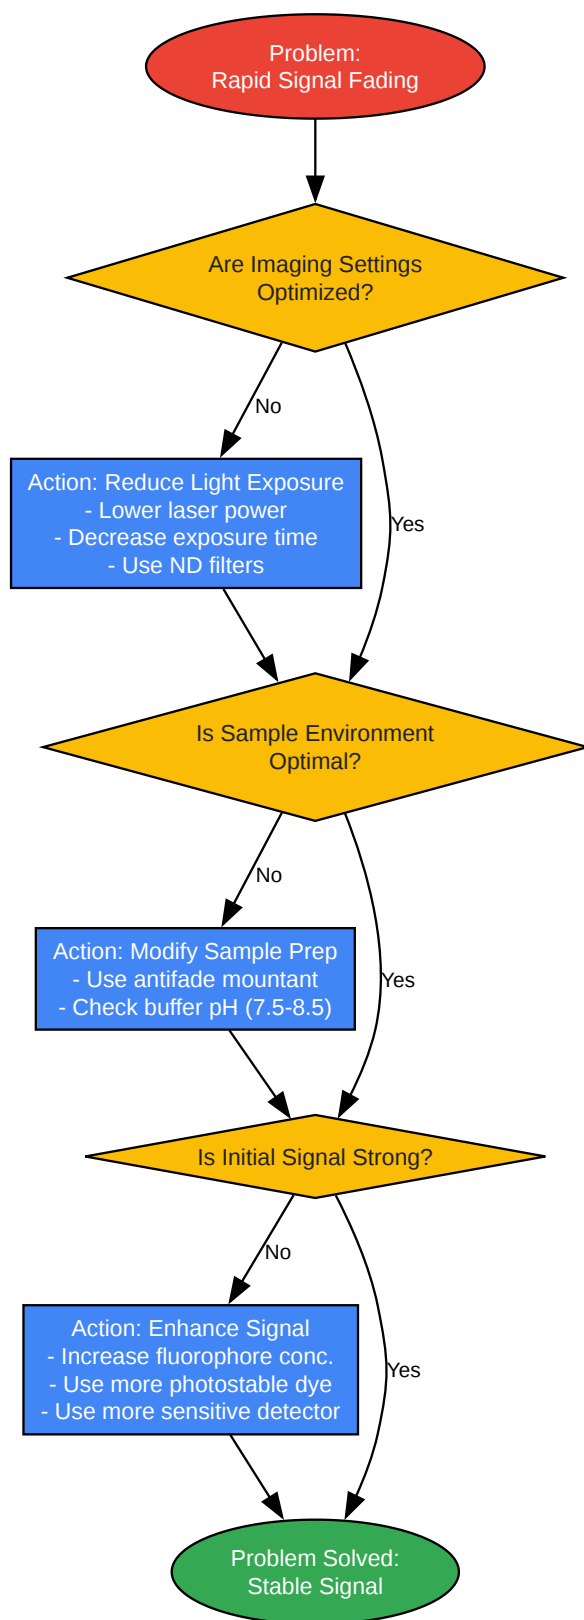 Problem:
Rapid Signal Fading
Are Imaging Settings
Optimized?
No
Action: Reduce Light Exposure
- Lower laser power
- Decrease exposure time
- Use ND filters
Yes
Is Sample Environment
Optimal?
No
Action: Modify Sample Prep
- Use antifade mountant
- Check buffer pH (7.5-8.5)
Yes
Is Initial Signal Strong?
No
Action: Enhance Signal
- Increase fluorophore conc.
- Use more photostable dye
- Use more sensitive detector
Yes
Problem Solved:
Stable Signal